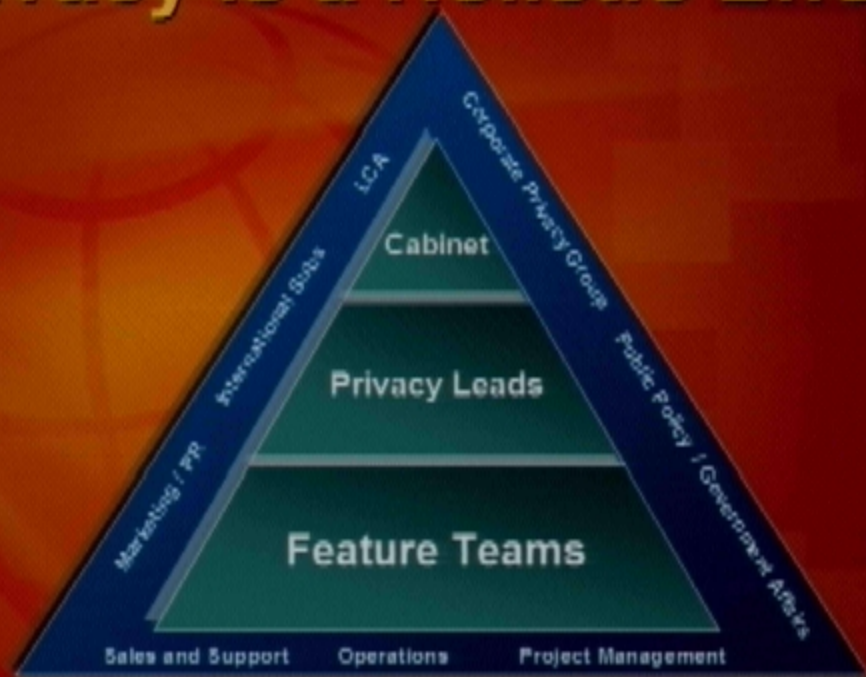 is a
LCA
Corporate Privacy Group
Cabinet
International Subs
Privacy Leads
Public Policy / Government Affairs
Marketing / PR
Feature Teams
Sales and Support
Operations
Project Management